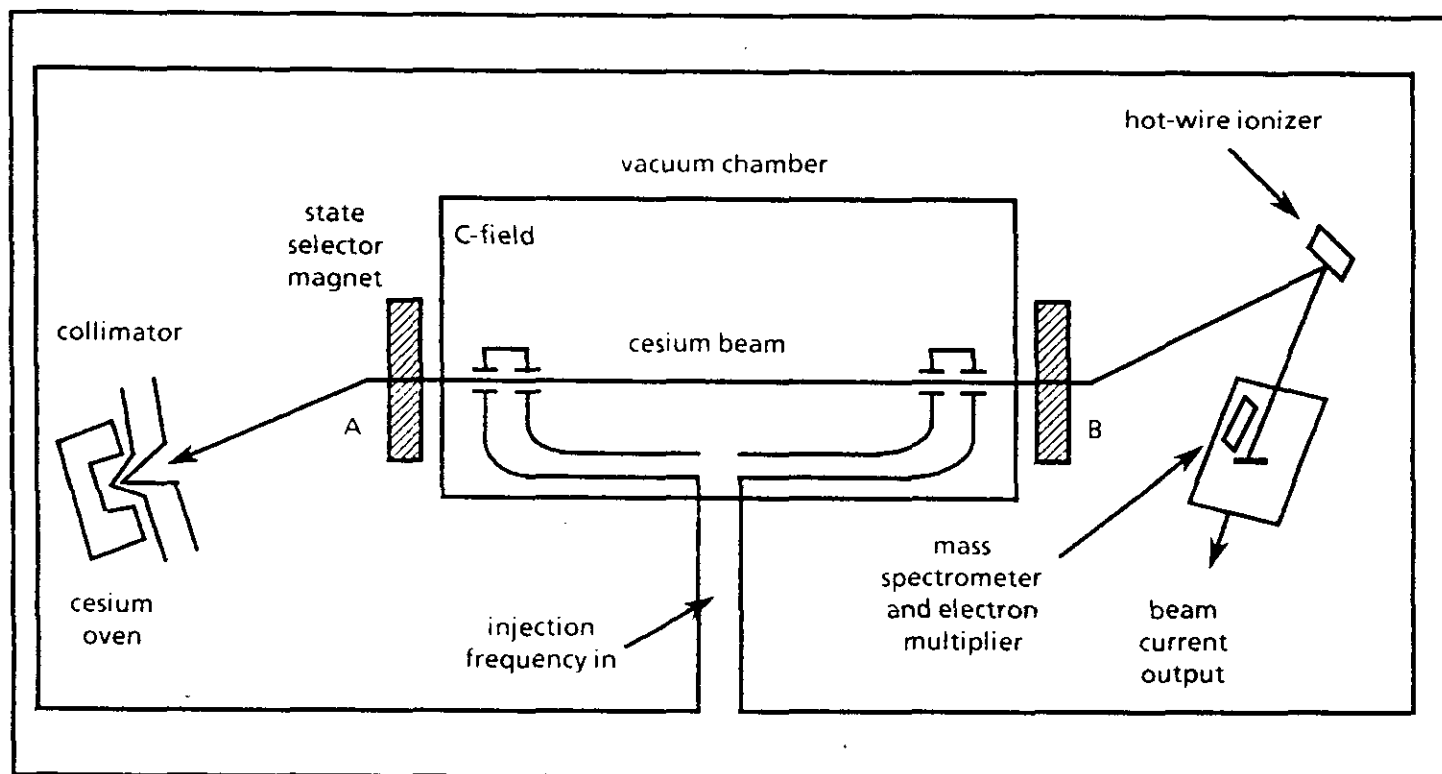 hot-wire ionizer
vacuum chamber
state
selector
magnet
C-field
collimator
cesium beam
A
B
cesium
oven
injection
frequency in
mass
spectrometer
and electron
multiplier
beam
current
output